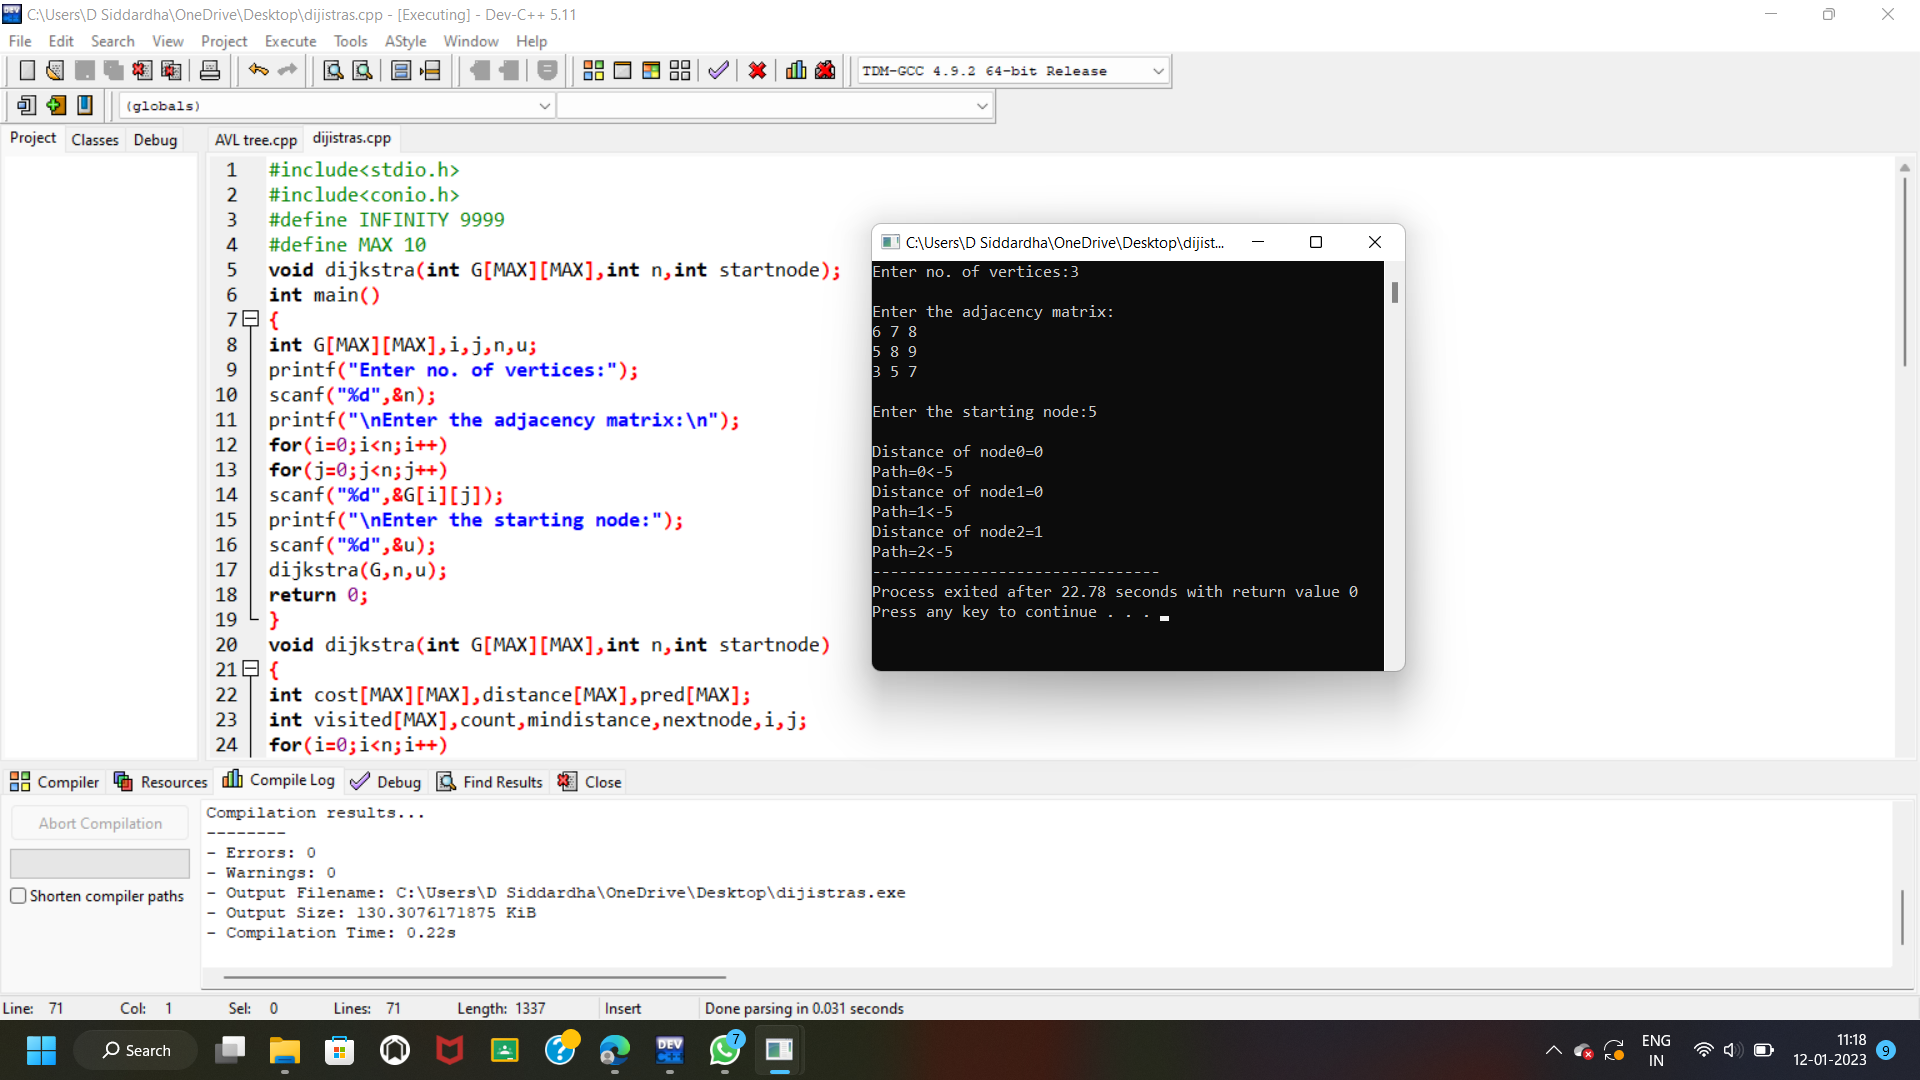 C:\Users\D Siddardha\OneDrive\Desktop\dijistras.cpp - [Executing] - Dev-C++ 5.11
File Edit Search View Project Execute Tools AStyle Window Help
TDM-GCC 4.9.2 64-bit Release
(globals)
Project Classes Debug
AVL tree.cpp dijistras.cpp
1 #include<stdio.h>
2 #include<conio.h>
3 #define INFINITY 9999
4 #define MAX 10
5 void dijkstra(int G[MAX][MAX],int n,int startnode);
6 int main()
7 {
8 int G[MAX][MAX],i,j,n,u;
9 printf("Enter no. of vertices:");
10 scanf("%d",&n);
11 printf("\nEnter the adjacency matrix:\n");
12 for(i=0;i<n;i++)
13 for(j=0;j<n;j++)
14 scanf("%d",&G[i][j]);
15 printf("\nEnter the starting node:");
16 scanf("%d",&u);
17 dijkstra(G,n,u);
18 return 0;
19 }
20 void dijkstra(int G[MAX][MAX],int n,int startnode)
21 {
22 int cost[MAX][MAX],distance[MAX],pred[MAX];
23 int visited[MAX],count,mindistance,nextnode,i,j;
24 for(i=0;i<n;i++)
C:\Users\D Siddardha\OneDrive\Desktop\dijist...
Enter no. of vertices:3
Enter the adjacency matrix:
6 7 8
5 8 9
3 5 7
Enter the starting node:5
Distance of node0=0
Path=0<-5
Distance of node1=0
Path=1<-5
Distance of node2=1
Path=2<-5
--------------------------------
Process exited after 22.78 seconds with return value 0
Press any key to continue . . .
Compiler Resources Compile Log Debug Find Results Close
Abort Compilation
Shorten compiler paths
Compilation results...
--------
- Errors: 0
- Warnings: 0
- Output Filename: C:\Users\D Siddardha\OneDrive\Desktop\dijistras.exe
- Output Size: 130.3076171875 KiB
- Compilation Time: 0.22s
Line: 71 Col: 1 Sel: 0 Lines: 71 Length: 1337 Insert Done parsing in 0.031 seconds
Search
DEV C++
7
ENG
IN
11:18
12-01-2023
9